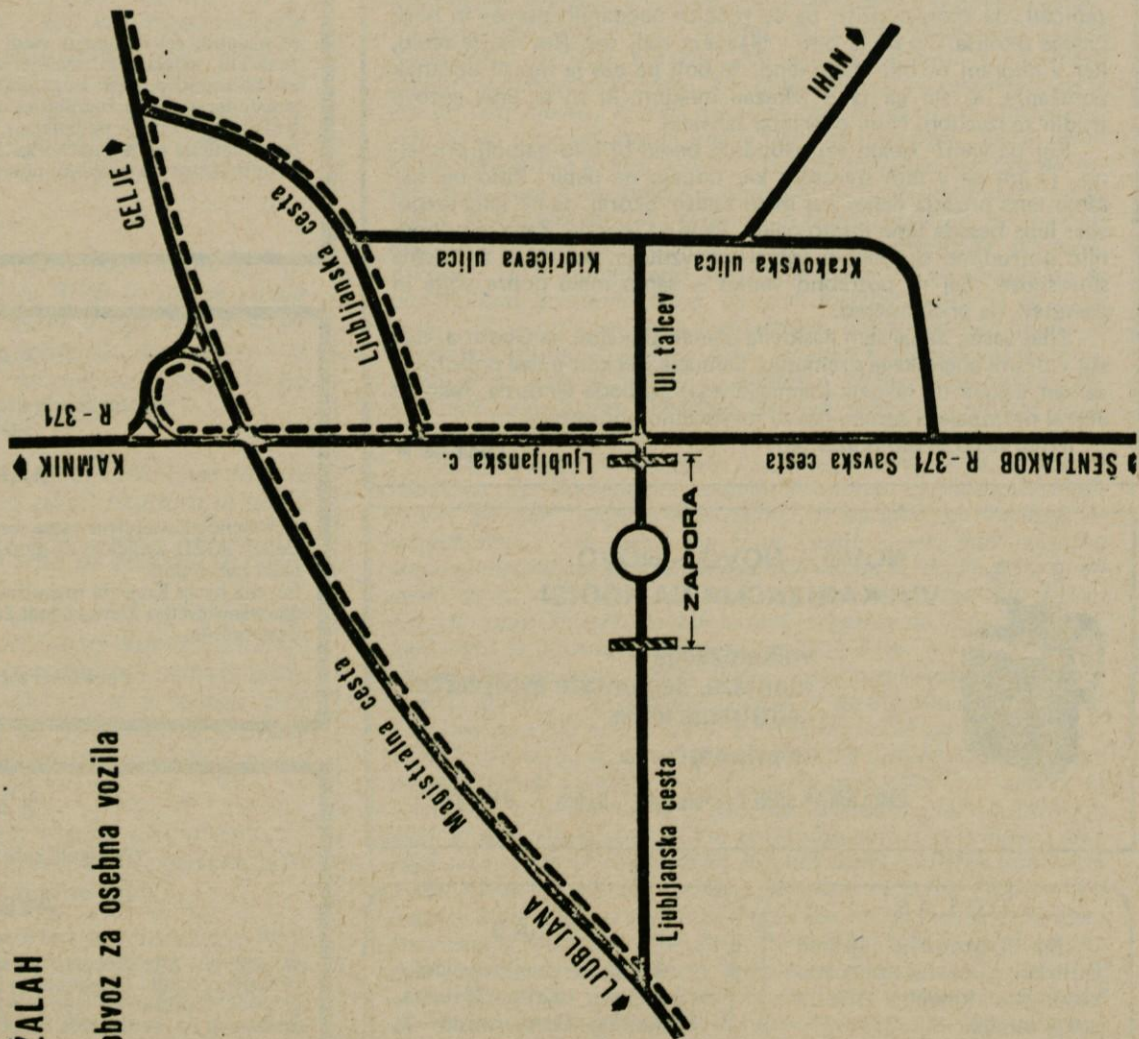 ZALAH
obvoz za osebna vozila
KAMNIK
R - 371
CELJE
IHAN
Ljubljanska cesta
Kidričeva ulica
Krakovska ulica
Ul. talcev
Ljubljanska c.
ŠENTJAKOB R - 371 Savska cesta
ZAPORA
Magistralna cesta
LJUBLJANA
Ljubljanska cesta